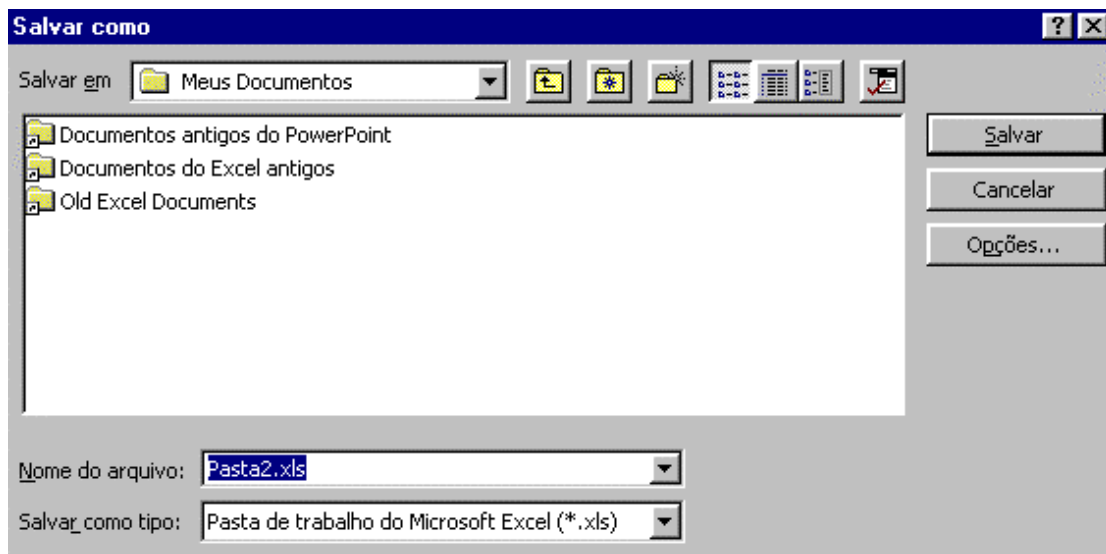 Salvar como
Salvar em Meus Documentos
Documentos antigos do PowerPoint
Documentos do Excel antigos
Old Excel Documents
Salvar
Cancelar
Opções...
Nome do arquivo: Pasta2.xls
Salvar como tipo: Pasta de trabalho do Microsoft Excel (*.xls)